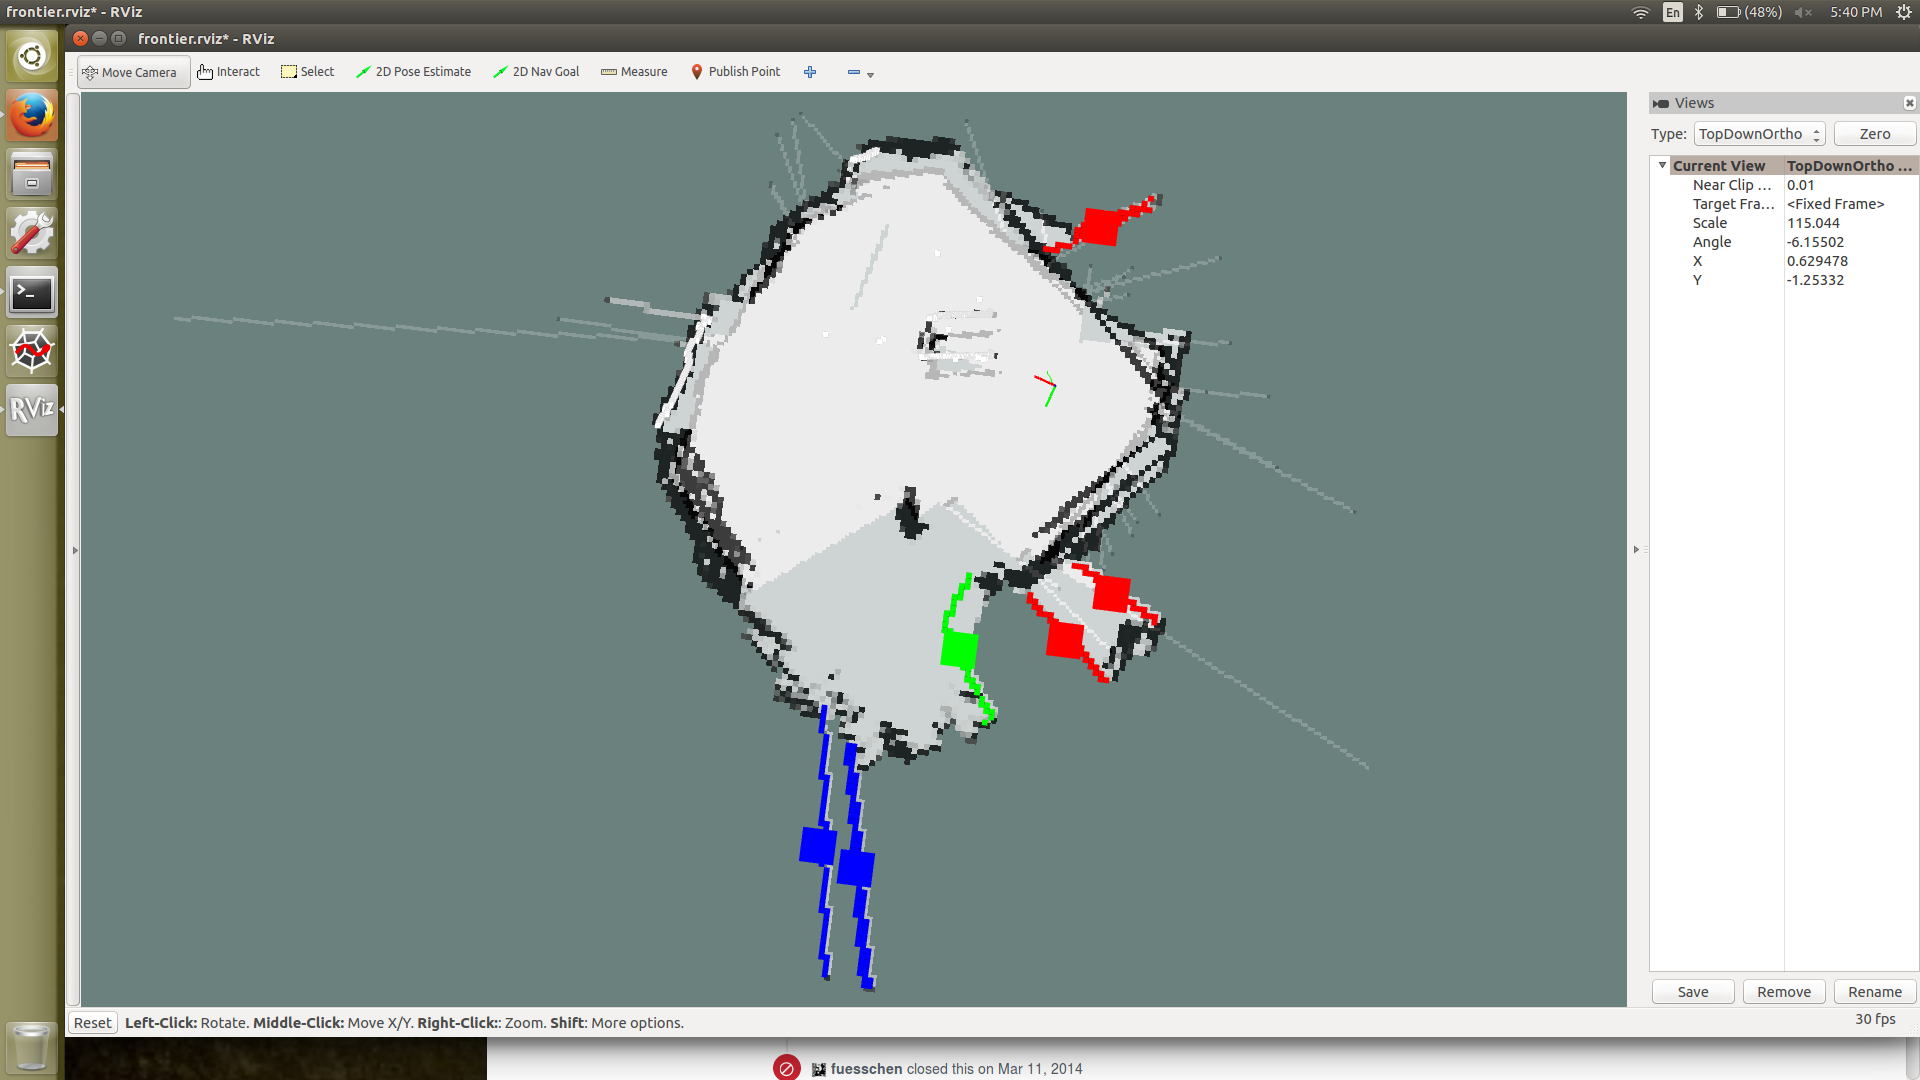 frontier.rviz* - RViz
En
(48%)
5:40 PM
frontier.rviz* - RViz
Move Camera
Interact
Select
2D Pose Estimate
2D Nav Goal
Measure
Publish Point
Views
Type: TopDownOrtho Zero
Current View TopDownOrtho ...
Near Clip ... 0.01
Target Fra... <Fixed Frame>
Scale 115.044
Angle -6.15502
X 0.629478
Y -1.25332
RViz
Save Remove Rename
Reset Left-Click: Rotate. Middle-Click: Move X/Y. Right-Click:: Zoom. Shift: More options.
30 fps
fuesschen closed this on Mar 11, 2014